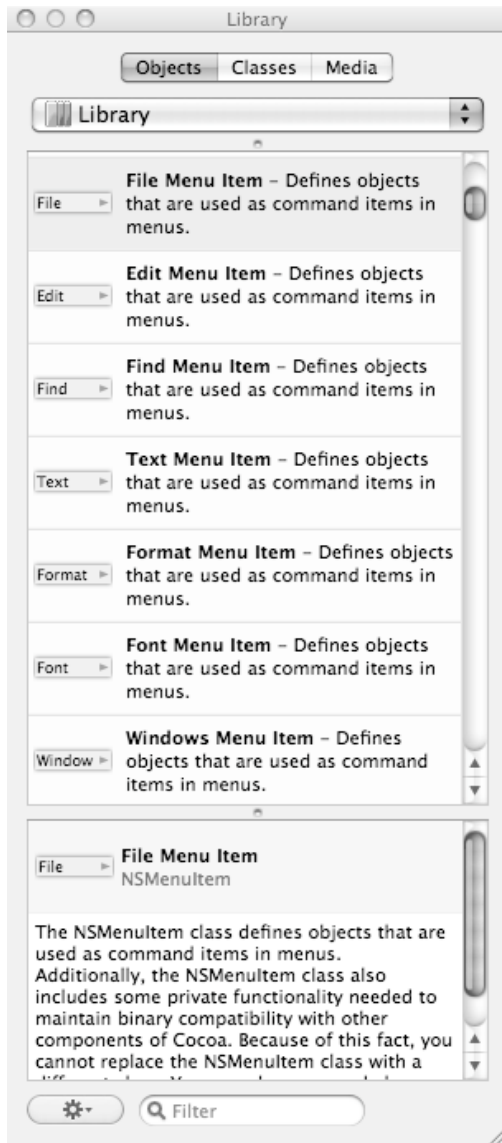 Library
Objects Classes Media
Library
File
File Menu Item – Defines objects
that are used as command items in
menus.
Edit
Edit Menu Item – Defines objects
that are used as command items in
menus.
Find
Find Menu Item – Defines objects
that are used as command items in
menus.
Text
Text Menu Item – Defines objects
that are used as command items in
menus.
Format
Format Menu Item – Defines objects
that are used as command items in
menus.
Font
Font Menu Item – Defines objects
that are used as command items in
menus.
Window
Windows Menu Item – Defines
objects that are used as command
items in menus.
File
File Menu Item
NSMenuItem
The NSMenuItem class defines objects that are
used as command items in menus.
Additionally, the NSMenuItem class also
includes some private functionality needed to
maintain binary compatibility with other
components of Cocoa. Because of this fact, you
cannot replace the NSMenuItem class with a
Filter